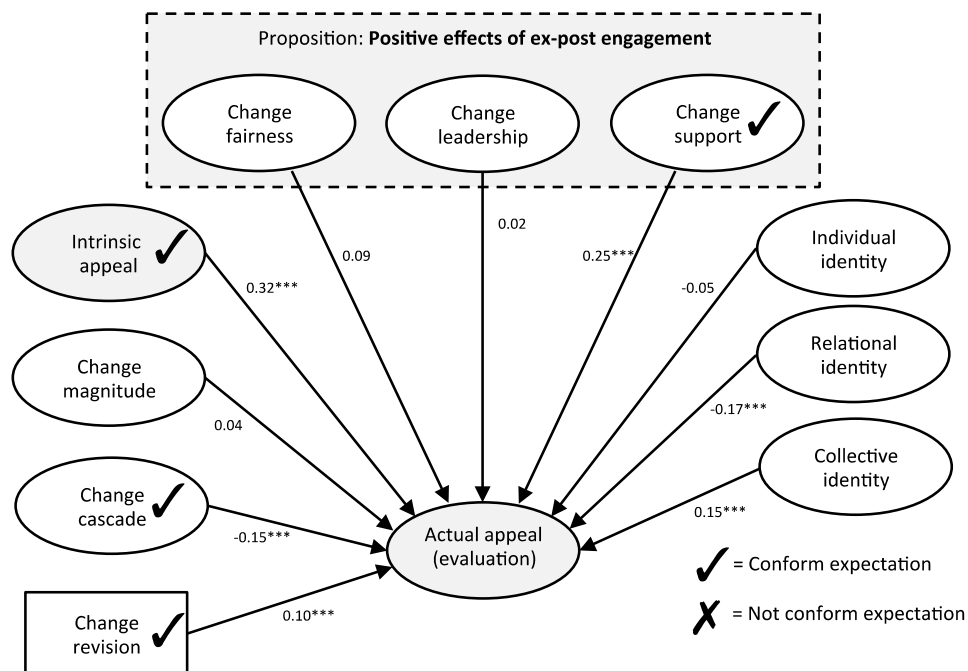 Proposition: Positive effects of ex-post engagement
Change
fairness
Change
leadership
Change
support
Intrinsic
appeal
0.09
0.02
0.25***
Individual
identity
0.32***
-0.05
Change
magnitude
Relational
identity
0.04
-0.17***
Change
cascade
Collective
identity
-0.15***
0.15***
Actual appeal
(evaluation)
= Conform expectation
Change
revision
0.10***
= Not conform expectation